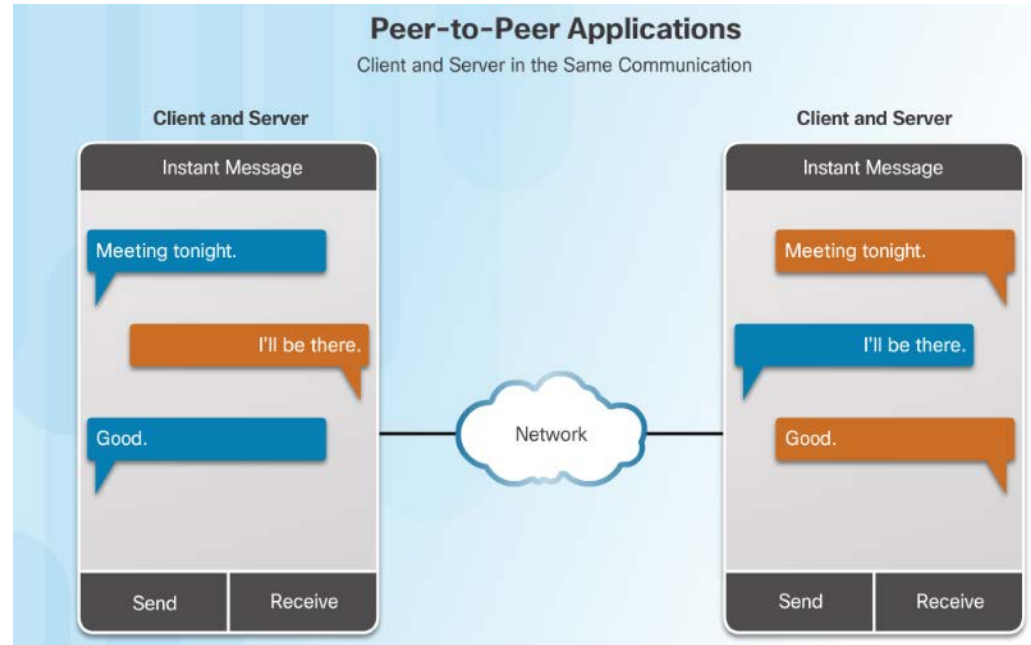 Peer-to-Peer Applications
Client and Server in the Same Communication
Client and Server
Instant Message
Meeting tonight.
I'll be there.
Good.
Send
Receive
Network
Client and Server
Instant Message
Meeting tonight.
I'll be there.
Good.
Send
Receive